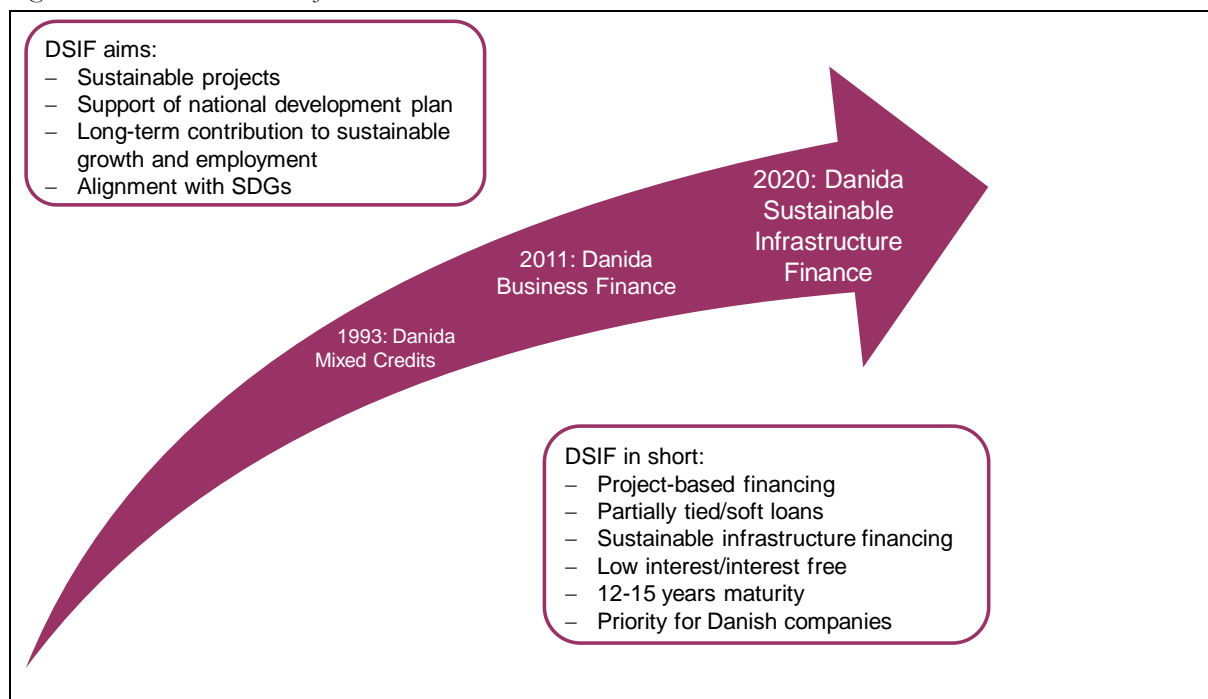 DSIF aims:
– Sustainable projects
– Support of national development plan
– Long-term contribution to sustainable
growth and employment
– Alignment with SDGs
2020: Danida
Sustainable
Infrastructure
Finance
2011: Danida
Business Finance
1993: Danida
Mixed Credits
DSIF in short:
– Project-based financing
– Partially tied/soft loans
– Sustainable infrastructure financing
– Low interest/interest free
– 12-15 years maturity
– Priority for Danish companies